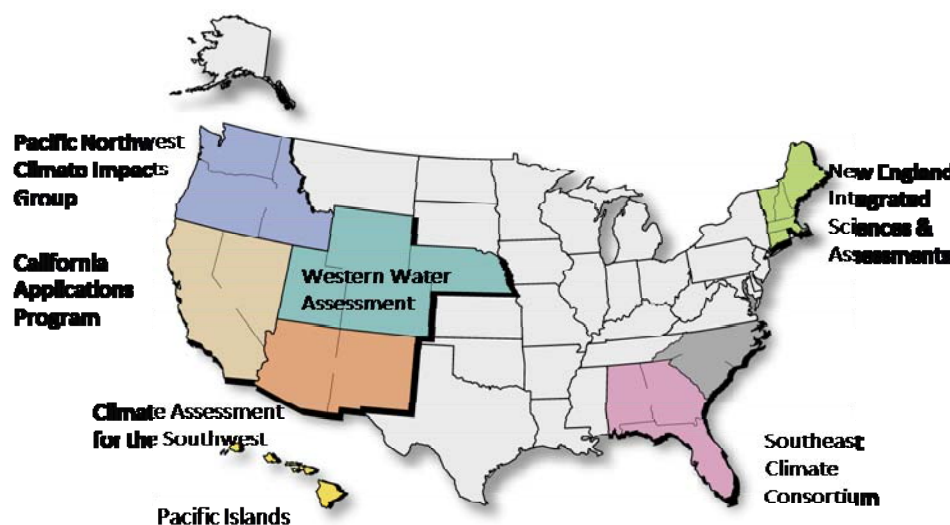 Pacific Northwest
Climate Impacts
Group
California
Applications
Program
Western Water
Assessment
New England
Integrated
Sciences &
Assessments
Climate Assessment
for the Southwest
Pacific Islands
Southeast
Climate
Consortium